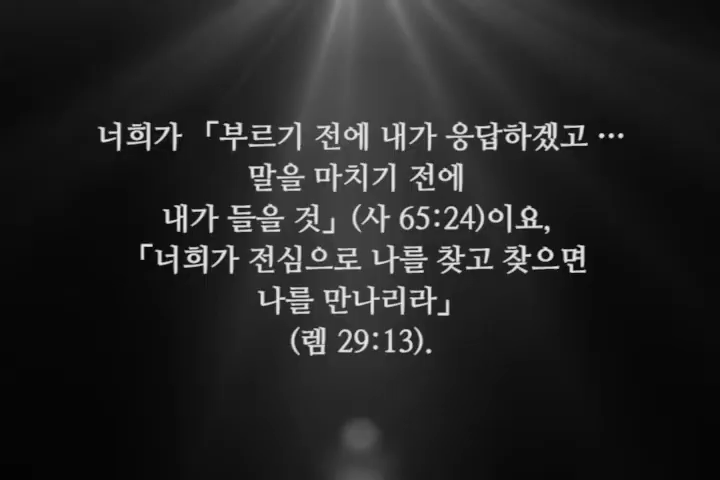 너희가 「부르기 전에 내가 응답하겠고 …
말을 마치기 전에
내가 들을 것」(사 65:24)이요,
「너희가 전심으로 나를 찾고 찾으면
나를 만나리라」
(렘 29:13).